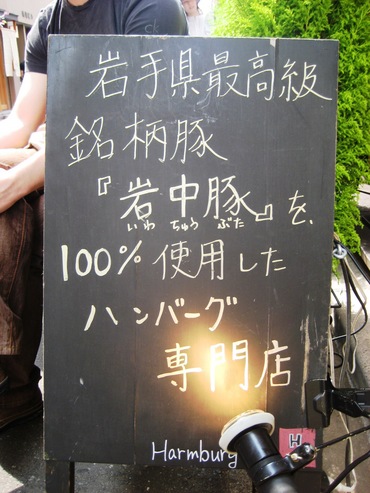 岩手県最高級
銘柄豚
『岩中豚』を、
いわ ちゅう ぶた
100%使用した
ハンバーグ
専門店
Harmburg
H